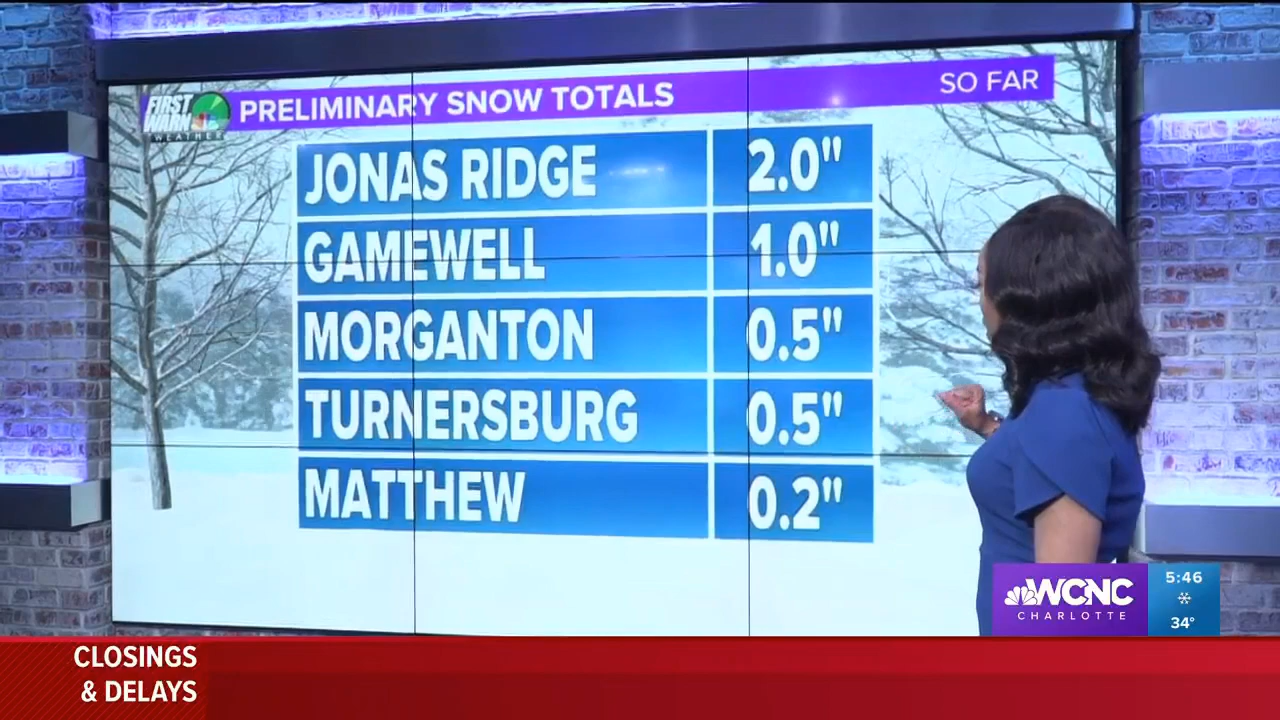 FIRST
WARN
WEATHER
PRELIMINARY SNOW TOTALS
SO FAR
JONAS RIDGE 2.0"
GAMEWELL 1.0"
MORGANTON 0.5"
TURNERSBURG 0.5"
MATTHEW 0.2"
WCNC
CHARLOTTE
5:46
34°
CLOSINGS
& DELAYS